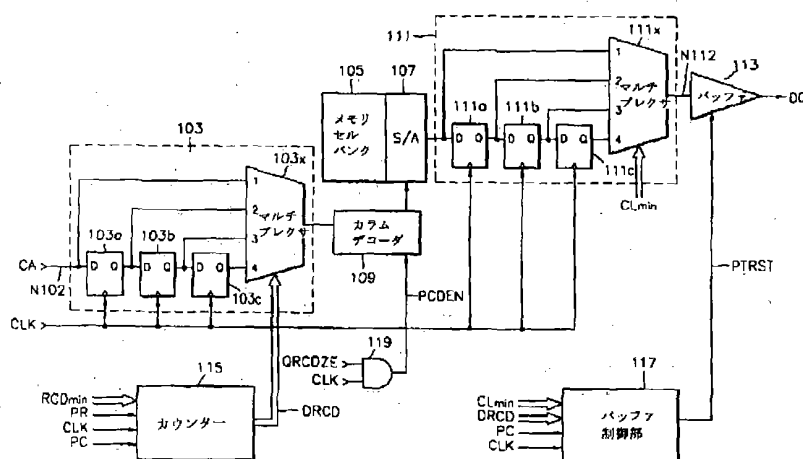 111
111x
N112
113
1
2
3
4
マルチ
プレクサ
バッファ
DQ
105
107
メモリ
セル
バンク
S/A
111a
111b
D Q
D Q
D Q
111c
CLmin
103
103x
1
2
3
4
マルチ
プレクサ
カラム
デコーダ
109
103a
103b
CA
D Q
D Q
D Q
N102
103c
PCDEN
PTRST
CLK
QRCDZE
CLK
119
115
RCDmin
PR
CLK
PC
カウンター
DRCD
117
CLmin
DRCD
PC
CLK
バッファ
制御部